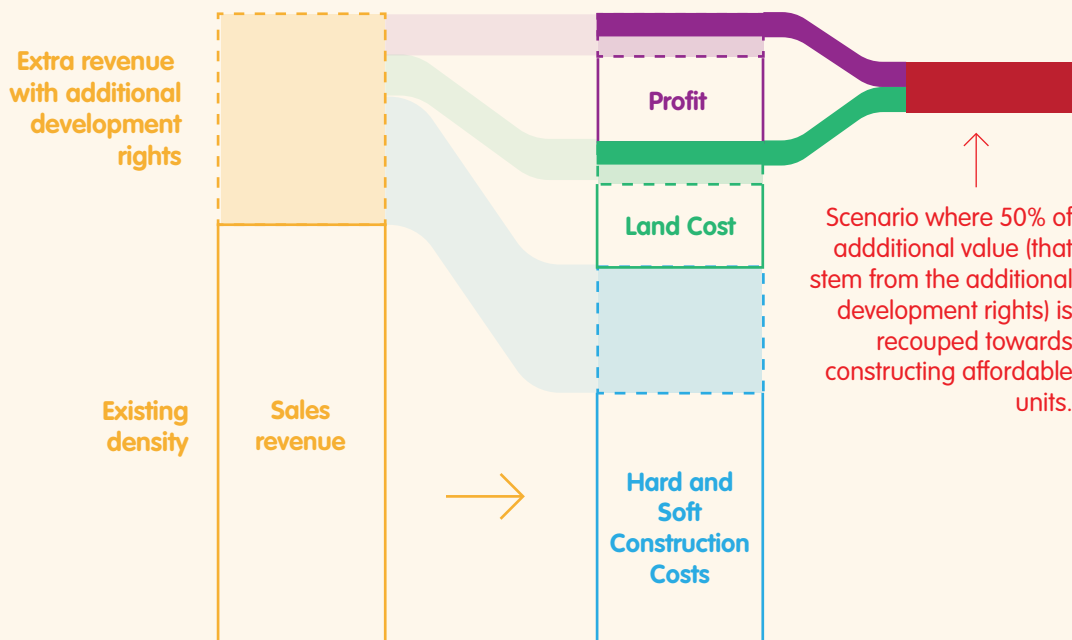 Extra revenue
with additional
development
rights
Profit
Land Cost
Scenario where 50% of
addditional value (that
stem from the additional
development rights) is
recouped towards
constructing affordable
units.
Existing
density
Sales
revenue
Hard and
Soft
Construction
Costs